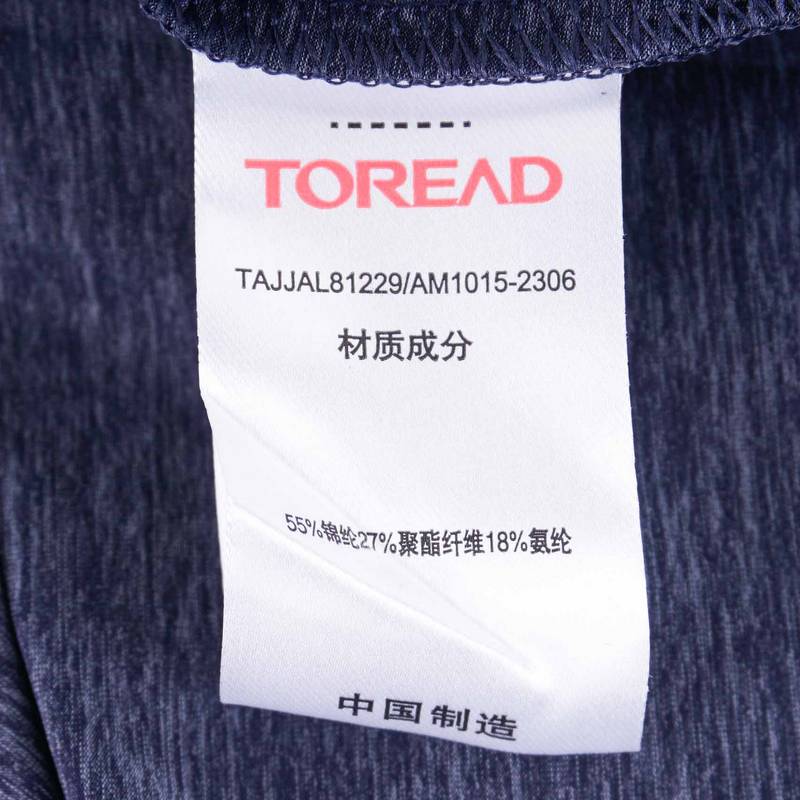 TOREAD
TAJJAL81229/AM1015-2306
材质成分
55%锦纶27%聚酯纤维18%氨纶
中国制造